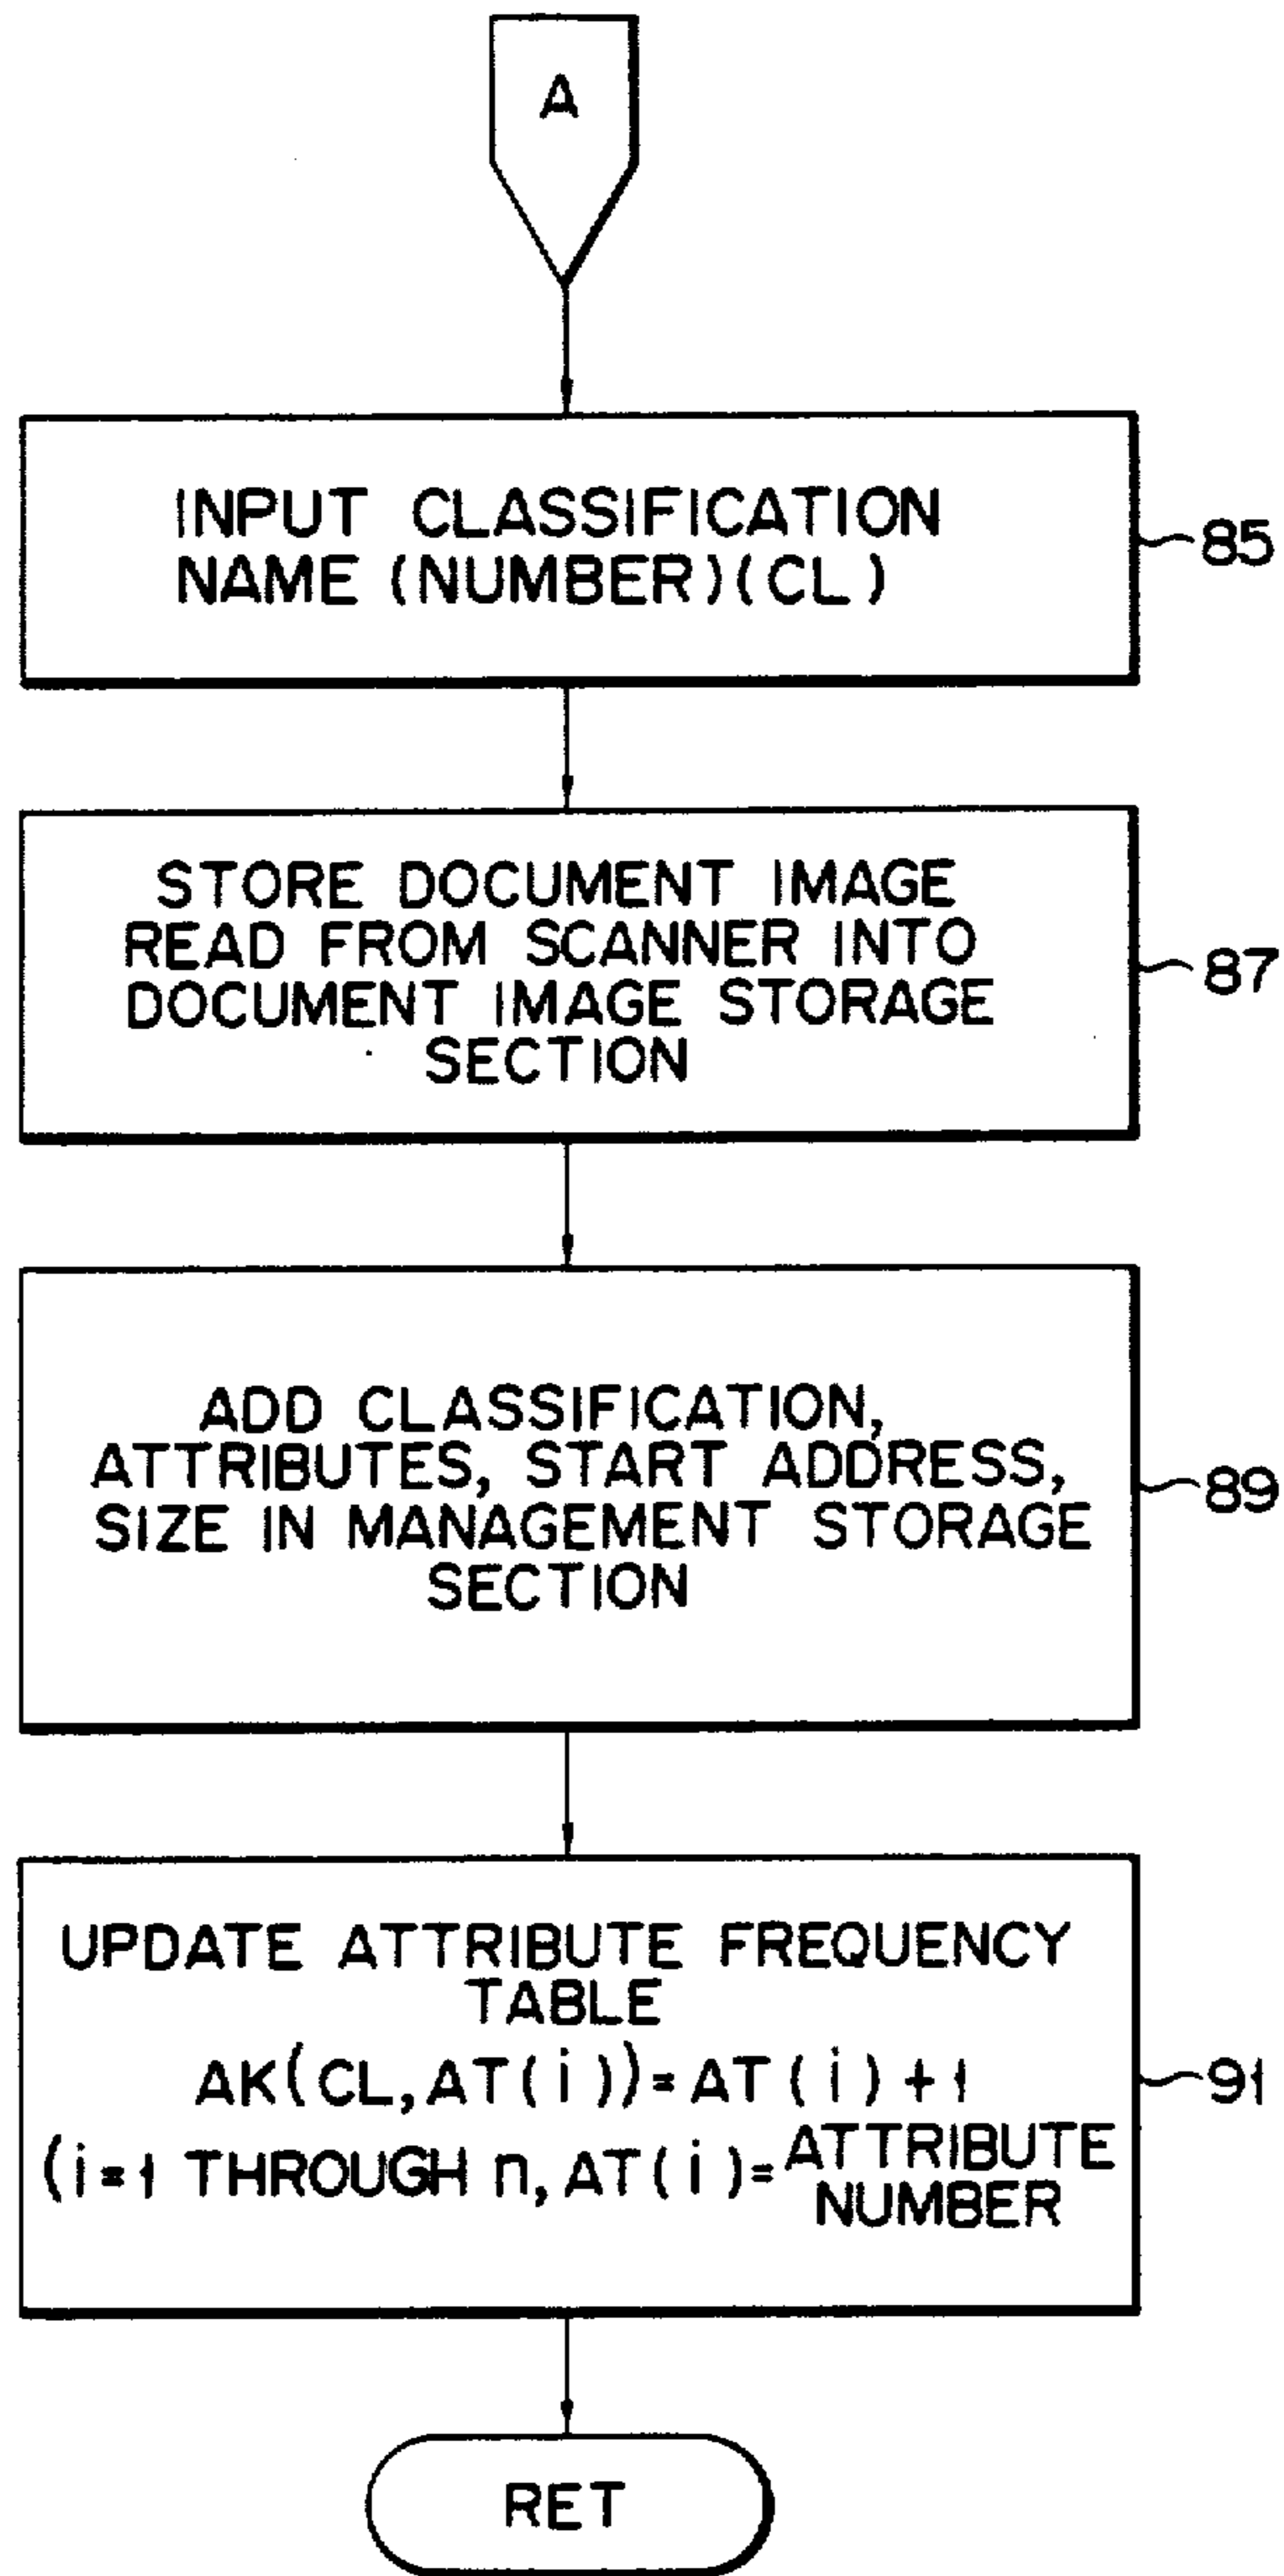 A
INPUT CLASSIFICATION
NAME (NUMBER)(CL)
85
STORE DOCUMENT IMAGE
READ FROM SCANNER INTO
DOCUMENT IMAGE STORAGE
SECTION
87
ADD CLASSIFICATION,
ATTRIBUTES, START ADDRESS,
SIZE IN MANAGEMENT STORAGE
SECTION
89
UPDATE ATTRIBUTE FREQUENCY
TABLE
AK(CL, AT(i))=AT(i)+1
(i=1 THROUGH n, AT(i)=ATTRIBUTE
NUMBER
91
RET